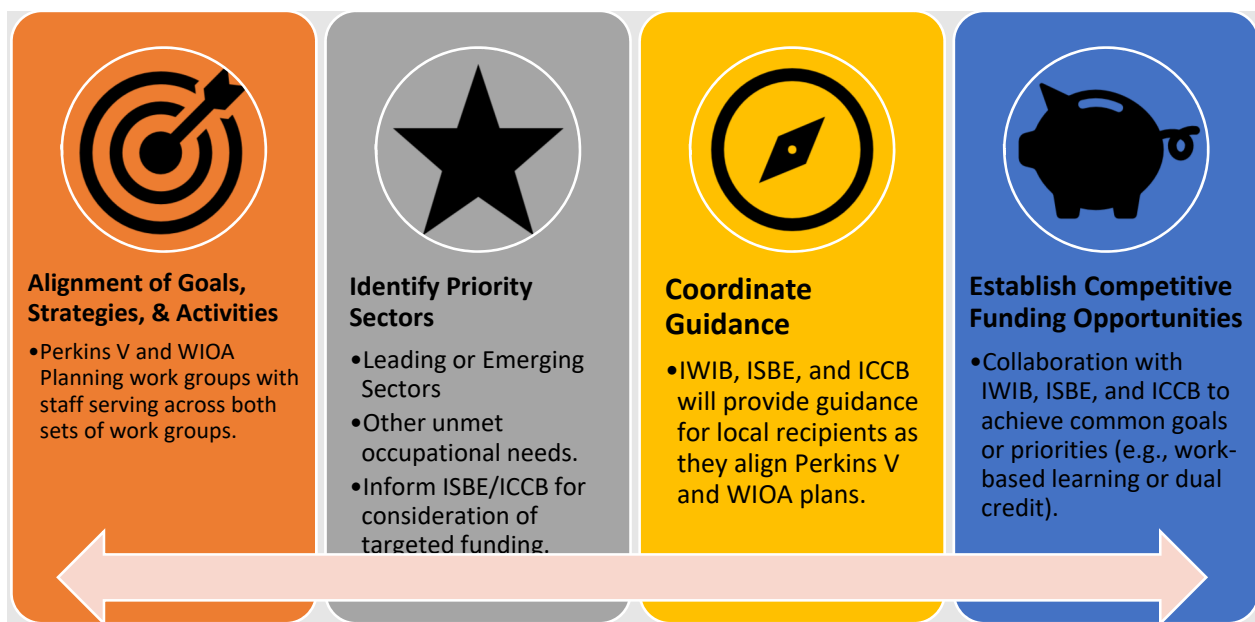 Alignment of Goals,
Strategies, & Activities
•Perkins V and WIOA
Planning work groups with
staff serving across both
sets of work groups.
Identify Priority
Sectors
•Leading or Emerging
Sectors
•Other unmet
occupational needs.
•Inform ISBE/ICCB for
consideration of
targeted funding.
Coordinate
Guidance
•IWIB, ISBE, and ICCB
will provide guidance
for local recipients as
they align Perkins V
and WIOA plans.
Establish Competitive
Funding Opportunities
•Collaboration with
IWIB, ISBE, and ICCB to
achieve common goals
or priorities (e.g., work-
based learning or dual
credit).